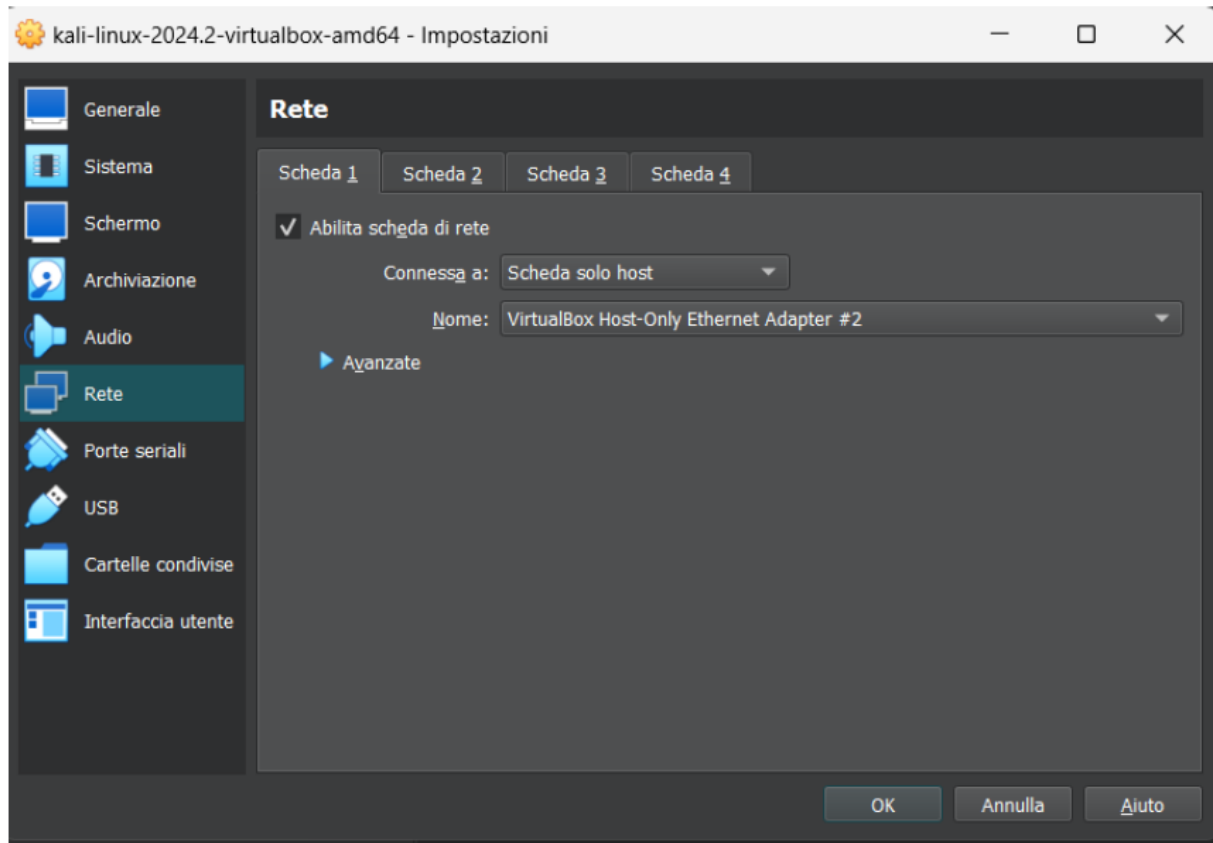 kali-linux-2024.2-virtualbox-amd64 - Impostazioni
Generale
Sistema
Schermo
Archiviazione
Audio
Rete
Porte seriali
USB
Cartelle condivise
Interfaccia utente
Rete
Scheda 1 Scheda 2 Scheda 3 Scheda 4
Abilita scheda di rete
Connessa a: Scheda solo host
Nome: VirtualBox Host-Only Ethernet Adapter #2
Avanzate
OK Annulla Aiuto